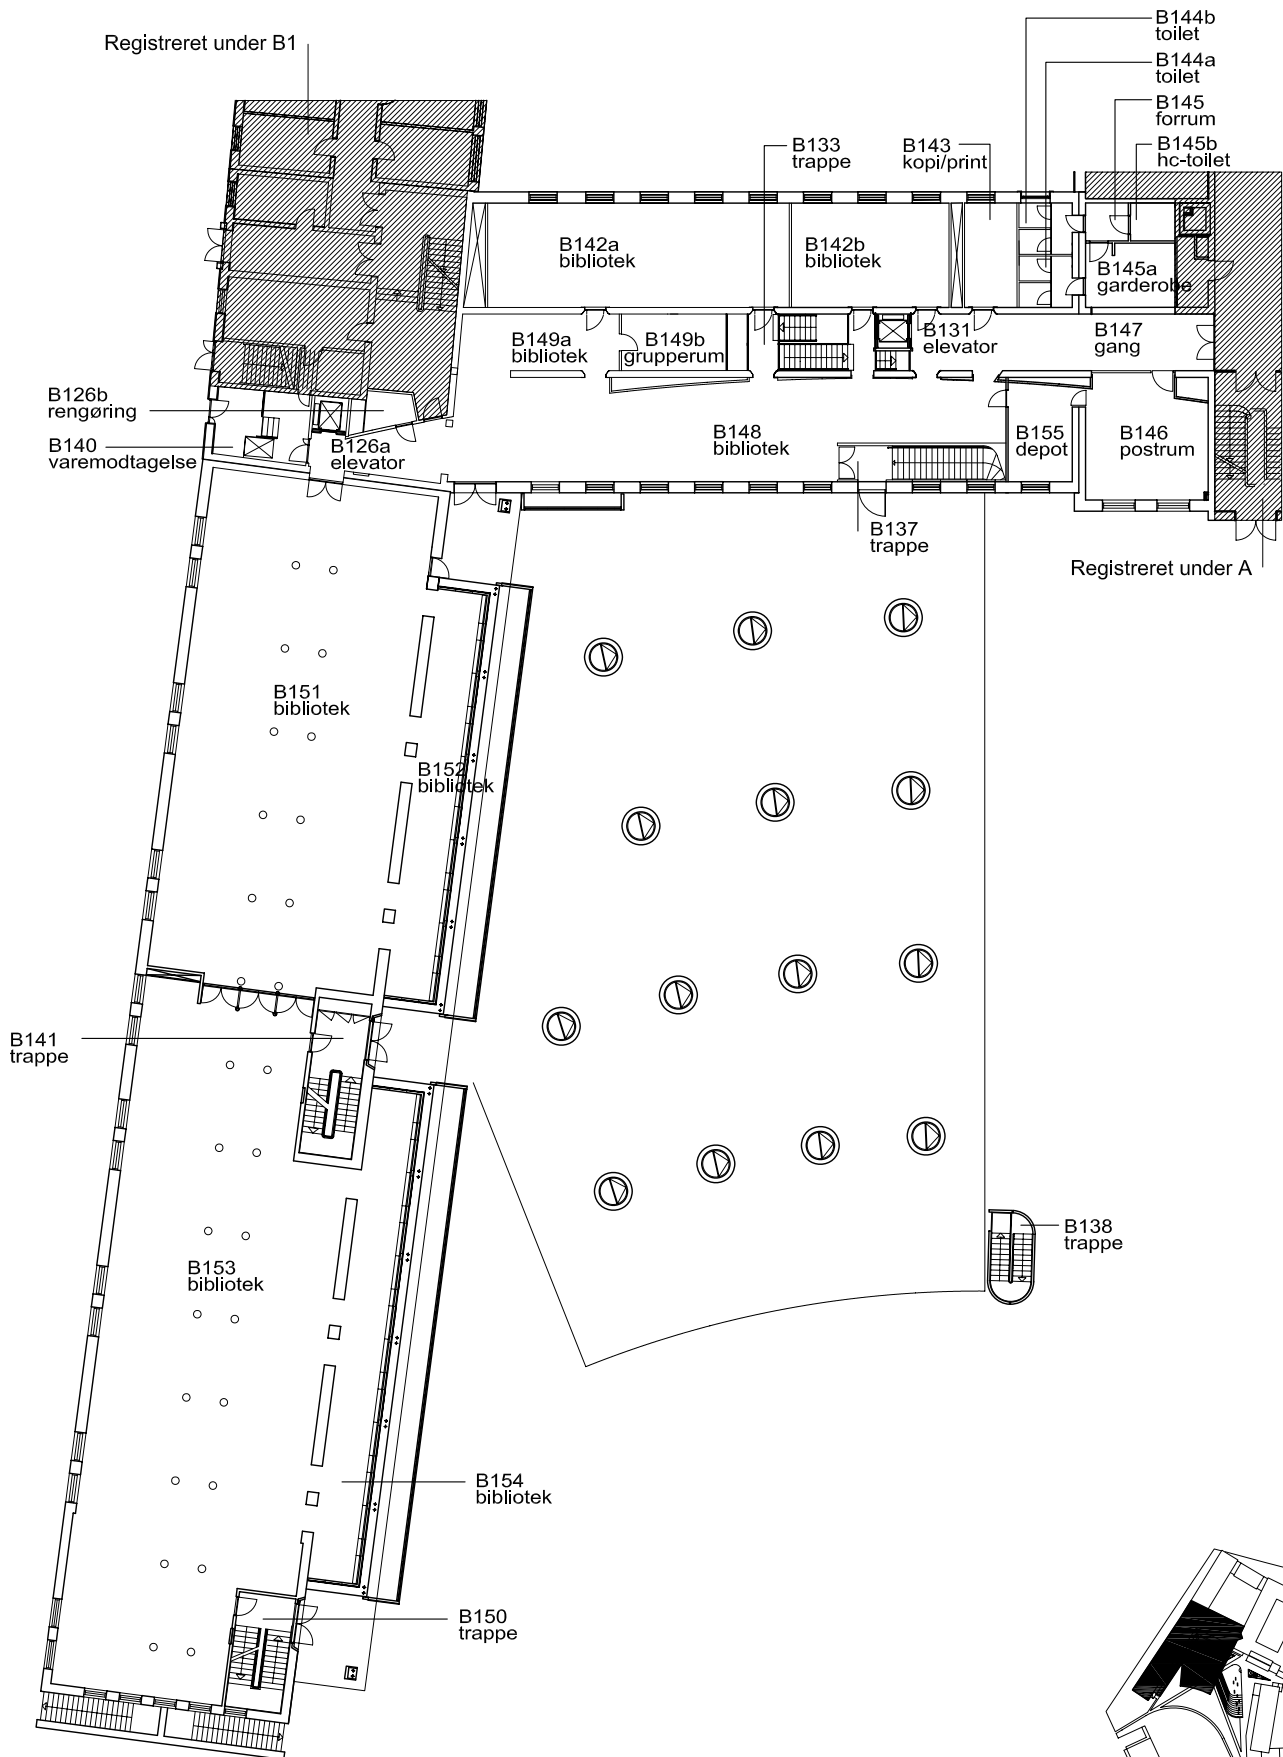 B144b
toilet
Registreret under B1
B144a
toilet
B145
forrum
B133
trappe
B143
kopi/print
B145b
hc-toilet
B142a
bibliotek
B142b
bibliotek
B145a
garderobe
B149a
bibliotek
B149b
grupperum
B131
elevator
B147
gang
B126b
rengøring
B140
varemodtagelse
B126a
elevator
B148
bibliotek
B155
depot
B146
postrum
B137
trappe
Registreret under A
B151
bibliotek
B152
bibliotek
B141
trappe
B138
trappe
B153
bibliotek
B154
bibliotek
B150
trappe